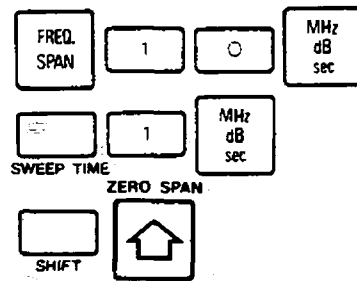 FREQ. SPAN 1 0 MHz dB sec
1 MHz dB sec
SWEEP TIME
ZERO SPAN
SHIFT